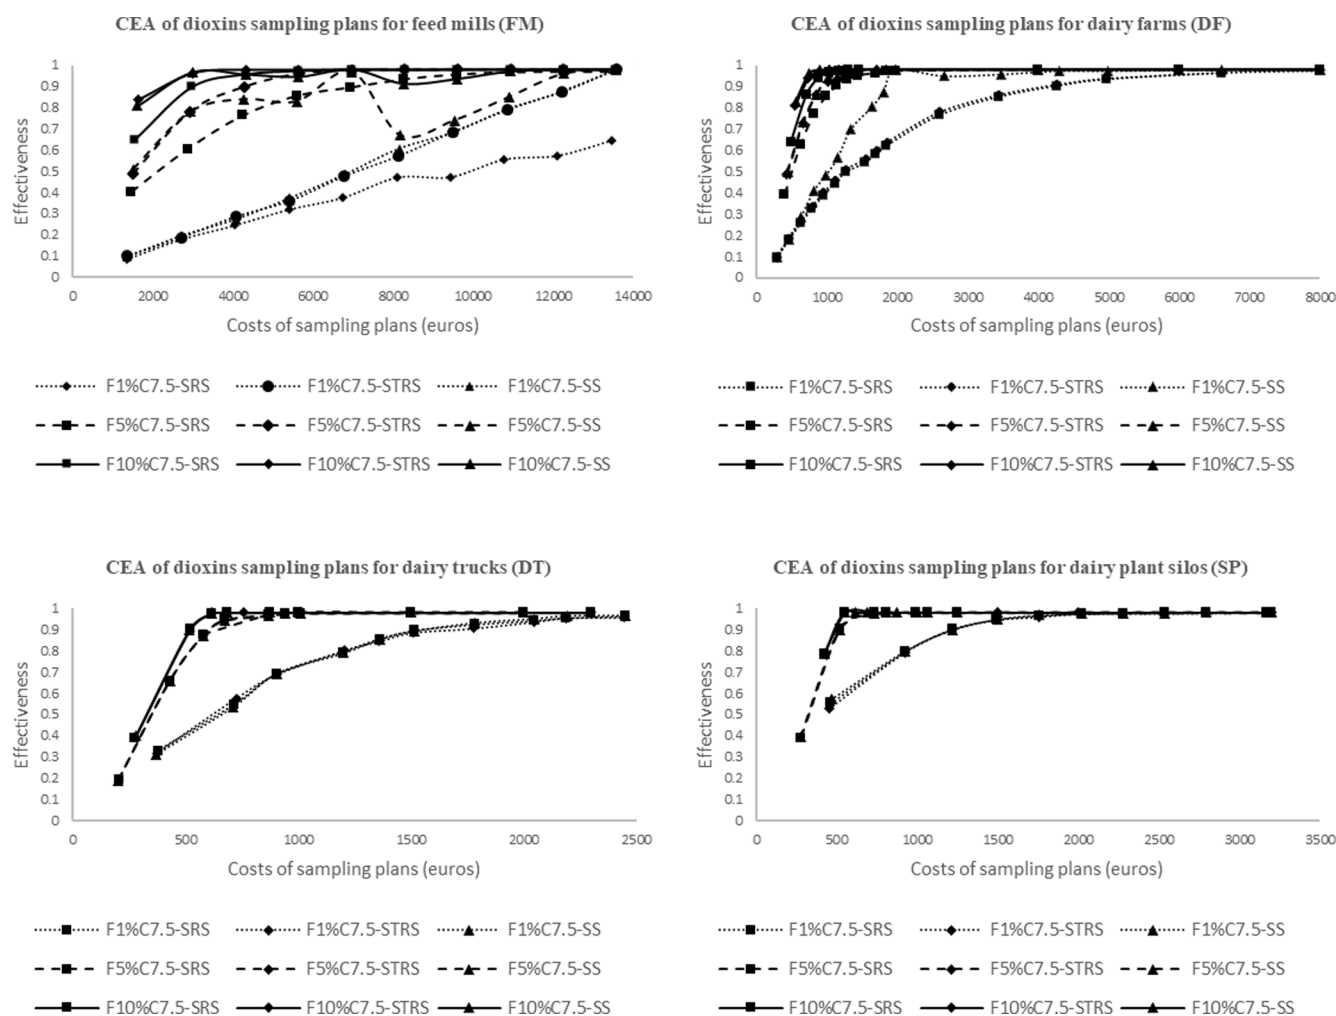 CEA of dioxins sampling plans for feed mills (FM)
1
0.9
0.8
0.7
0.6
0.5
0.4
0.3
0.2
0.1
0
Effectiveness
0 2000 4000 6000 8000 10000 12000 14000
Costs of sampling plans (euros)
F1%C7.5-SRS F1%C7.5-STRS F1%C7.5-SS
F5%C7.5-SRS F5%C7.5-STRS F5%C7.5-SS
F10%C7.5-SRS F10%C7.5-STRS F10%C7.5-SS
CEA of dioxins sampling plans for dairy farms (DF)
1
0.9
0.8
0.7
0.6
0.5
0.4
0.3
0.2
0.1
0
Effectiveness
0 1000 2000 3000 4000 5000 6000 7000 8000
Costs of sampling plans (euros)
F1%C7.5-SRS F1%C7.5-STRS F1%C7.5-SS
F5%C7.5-SRS F5%C7.5-STRS F5%C7.5-SS
F10%C7.5-SRS F10%C7.5-STRS F10%C7.5-SS
CEA of dioxins sampling plans for dairy trucks (DT)
1
0.9
0.8
0.7
0.6
0.5
0.4
0.3
0.2
0.1
0
Effectiveness
0 500 1000 1500 2000 2500
Costs of sampling plans (euros)
F1%C7.5-SRS F1%C7.5-STRS F1%C7.5-SS
F5%C7.5-SRS F5%C7.5-STRS F5%C7.5-SS
F10%C7.5-SRS F10%C7.5-STRS F10%C7.5-SS
CEA of dioxins sampling plans for dairy plant silos (SP)
1
0.9
0.8
0.7
0.6
0.5
0.4
0.3
0.2
0.1
0
Effectiveness
0 500 1000 1500 2000 2500 3000 3500
Costs of sampling plans (euros)
F1%C7.5-SRS F1%C7.5-STRS F1%C7.5-SS
F5%C7.5-SRS F5%C7.5-STRS F5%C7.5-SS
F10%C7.5-SRS F10%C7.5-STRS F10%C7.5-SS